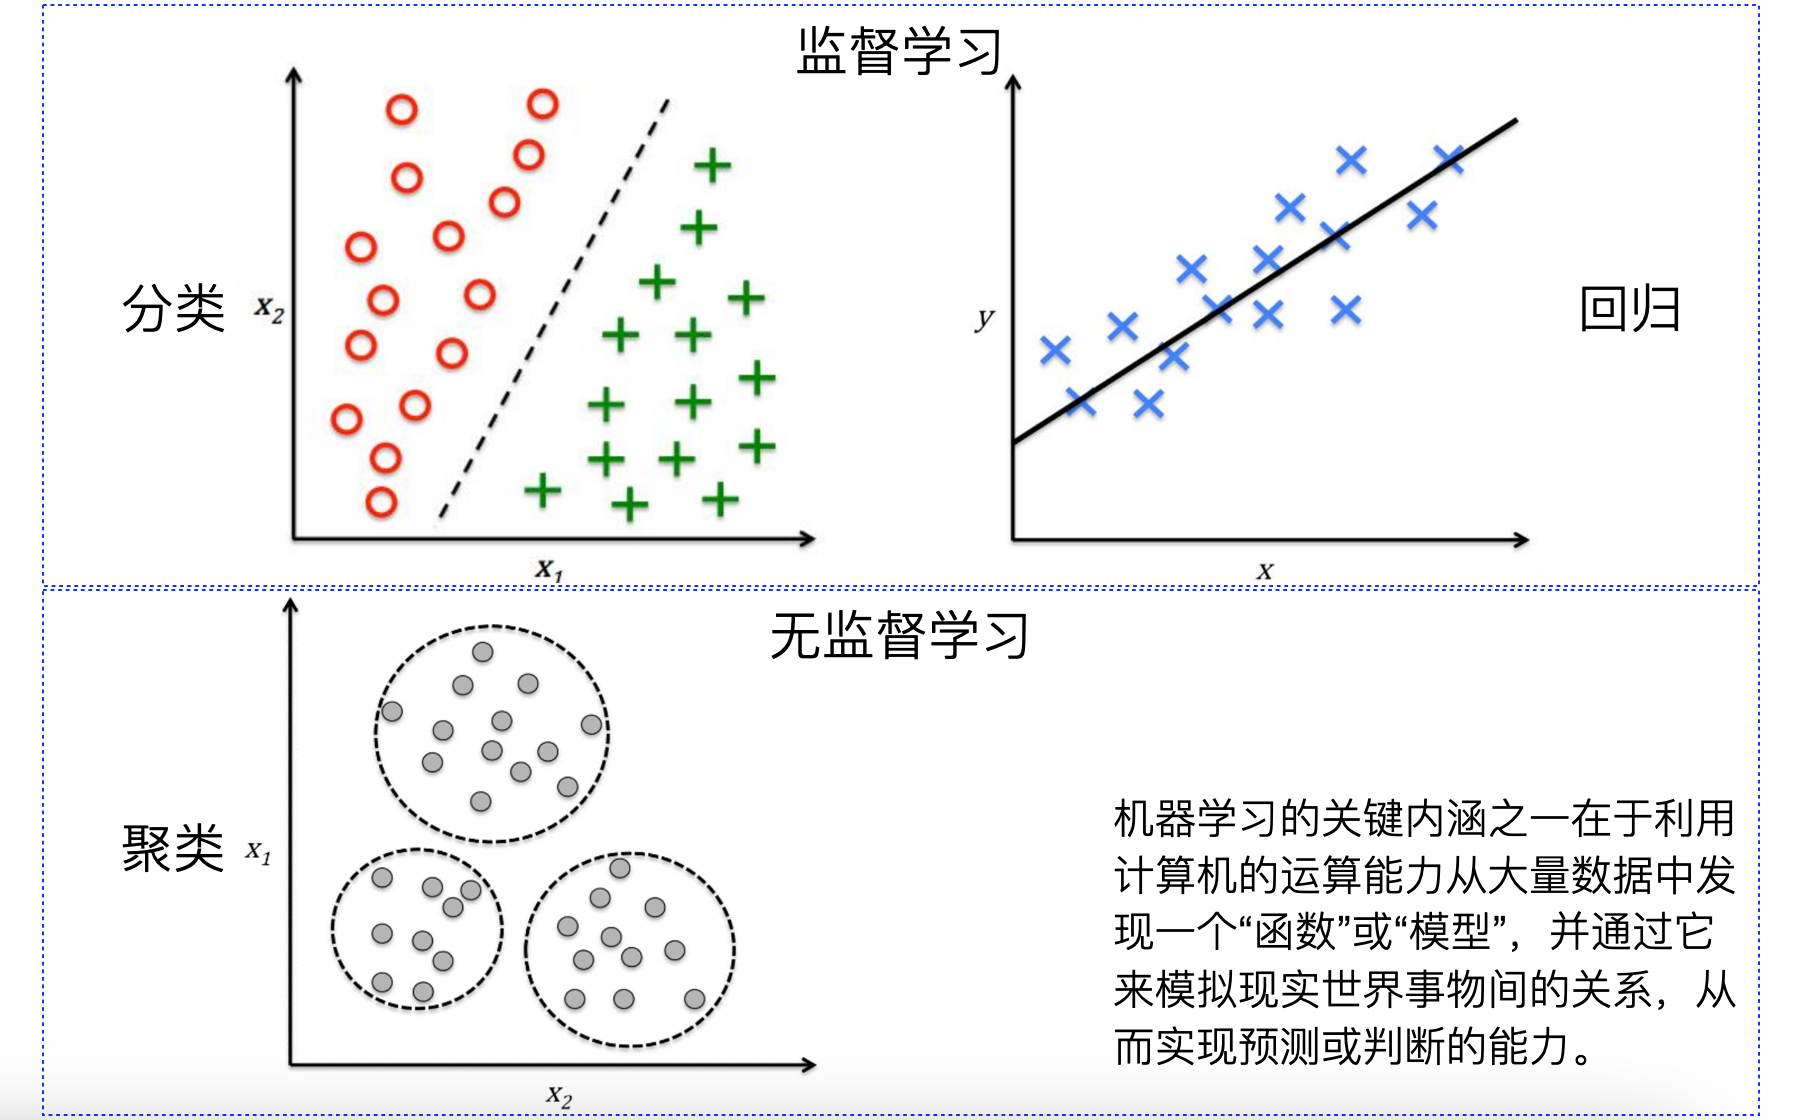 监督学习
分类
x₂
x₁
y
x
回归
无监督学习
聚类
x₁
x₂
机器学习的关键内涵之一在于利用
计算机的运算能力从大量数据中发
现一个“函数”或“模型”，并通过它
来模拟现实世界事物间的关系，从
而实现预测或判断的能力。